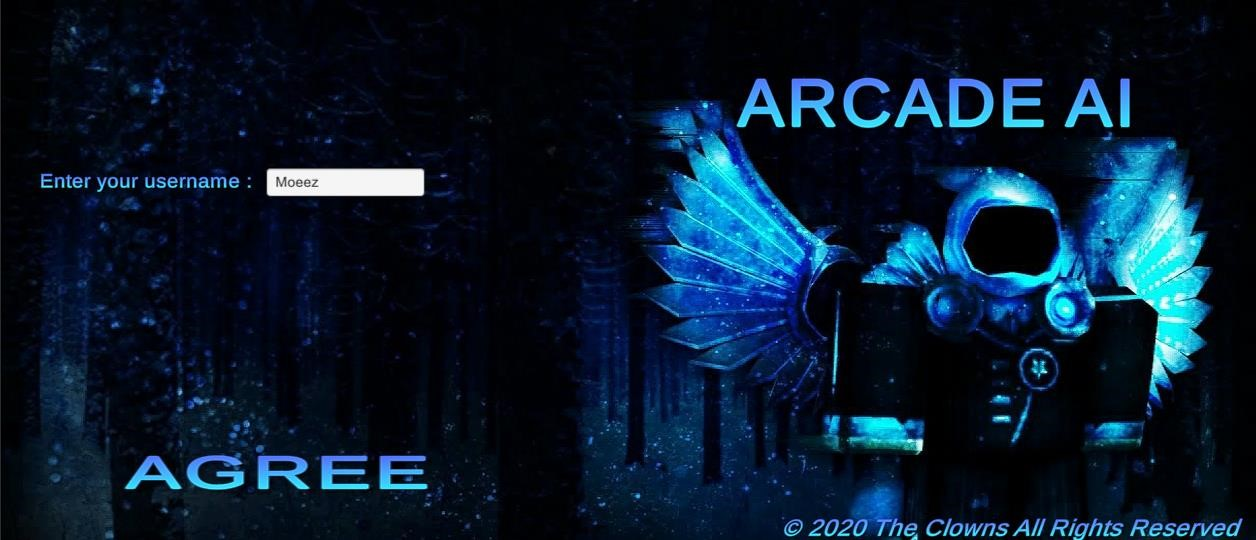 ARCADE AI
Enter your username :
Moeez
AGREE
© 2020 The Clowns All Rights Reserved